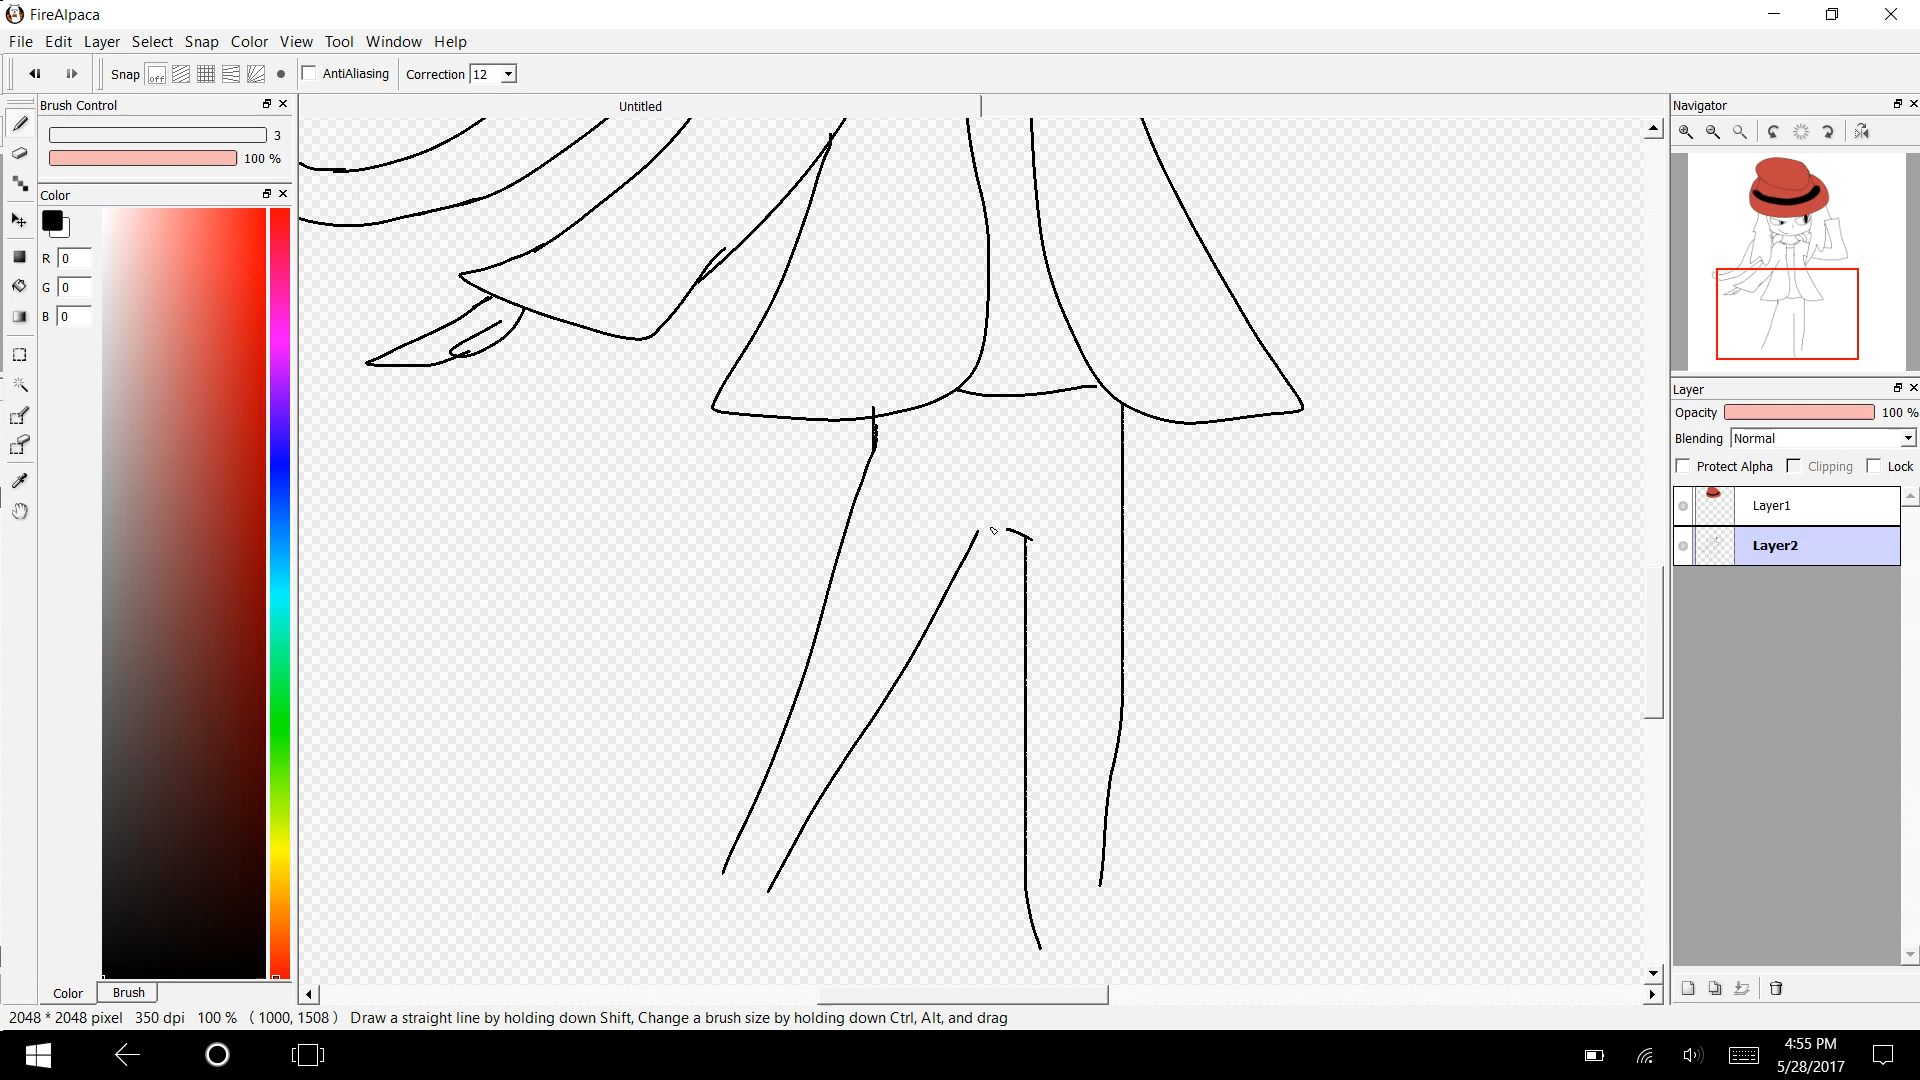 FireAlpaca
File Edit Layer Select Snap Color View Tool Window Help
Snap off AntiAliasing Correction 12
Brush Control
3
100 %
Color
R 0
G 0
B 0
Color Brush
Untitled
Navigator
Layer
Opacity 100 %
Blending Normal
Protect Alpha Clipping Lock
Layer1
Layer2
2048 * 2048 pixel 350 dpi 100 % ( 1000, 1508 ) Draw a straight line by holding down Shift, Change a brush size by holding down Ctrl, Alt, and drag
4:55 PM
5/28/2017